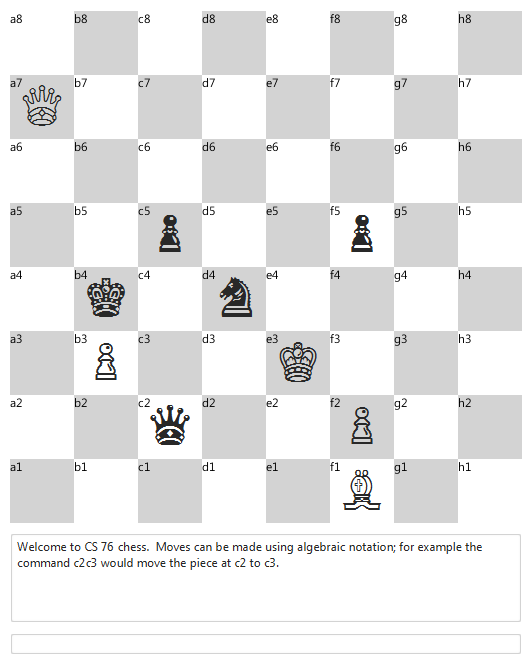 a8 b8 c8 d8 e8 f8 g8 h8
a7 b7 c7 d7 e7 f7 g7 h7
a6 b6 c6 d6 e6 f6 g6 h6
a5 b5 c5 d5 e5 f5 g5 h5
a4 b4 c4 d4 e4 f4 g4 h4
a3 b3 c3 d3 e3 f3 g3 h3
a2 b2 c2 d2 e2 f2 g2 h2
a1 b1 c1 d1 e1 f1 g1 h1
Welcome to CS 76 chess.  Moves can be made using algebraic notation; for example the
command c2c3 would move the piece at c2 to c3.